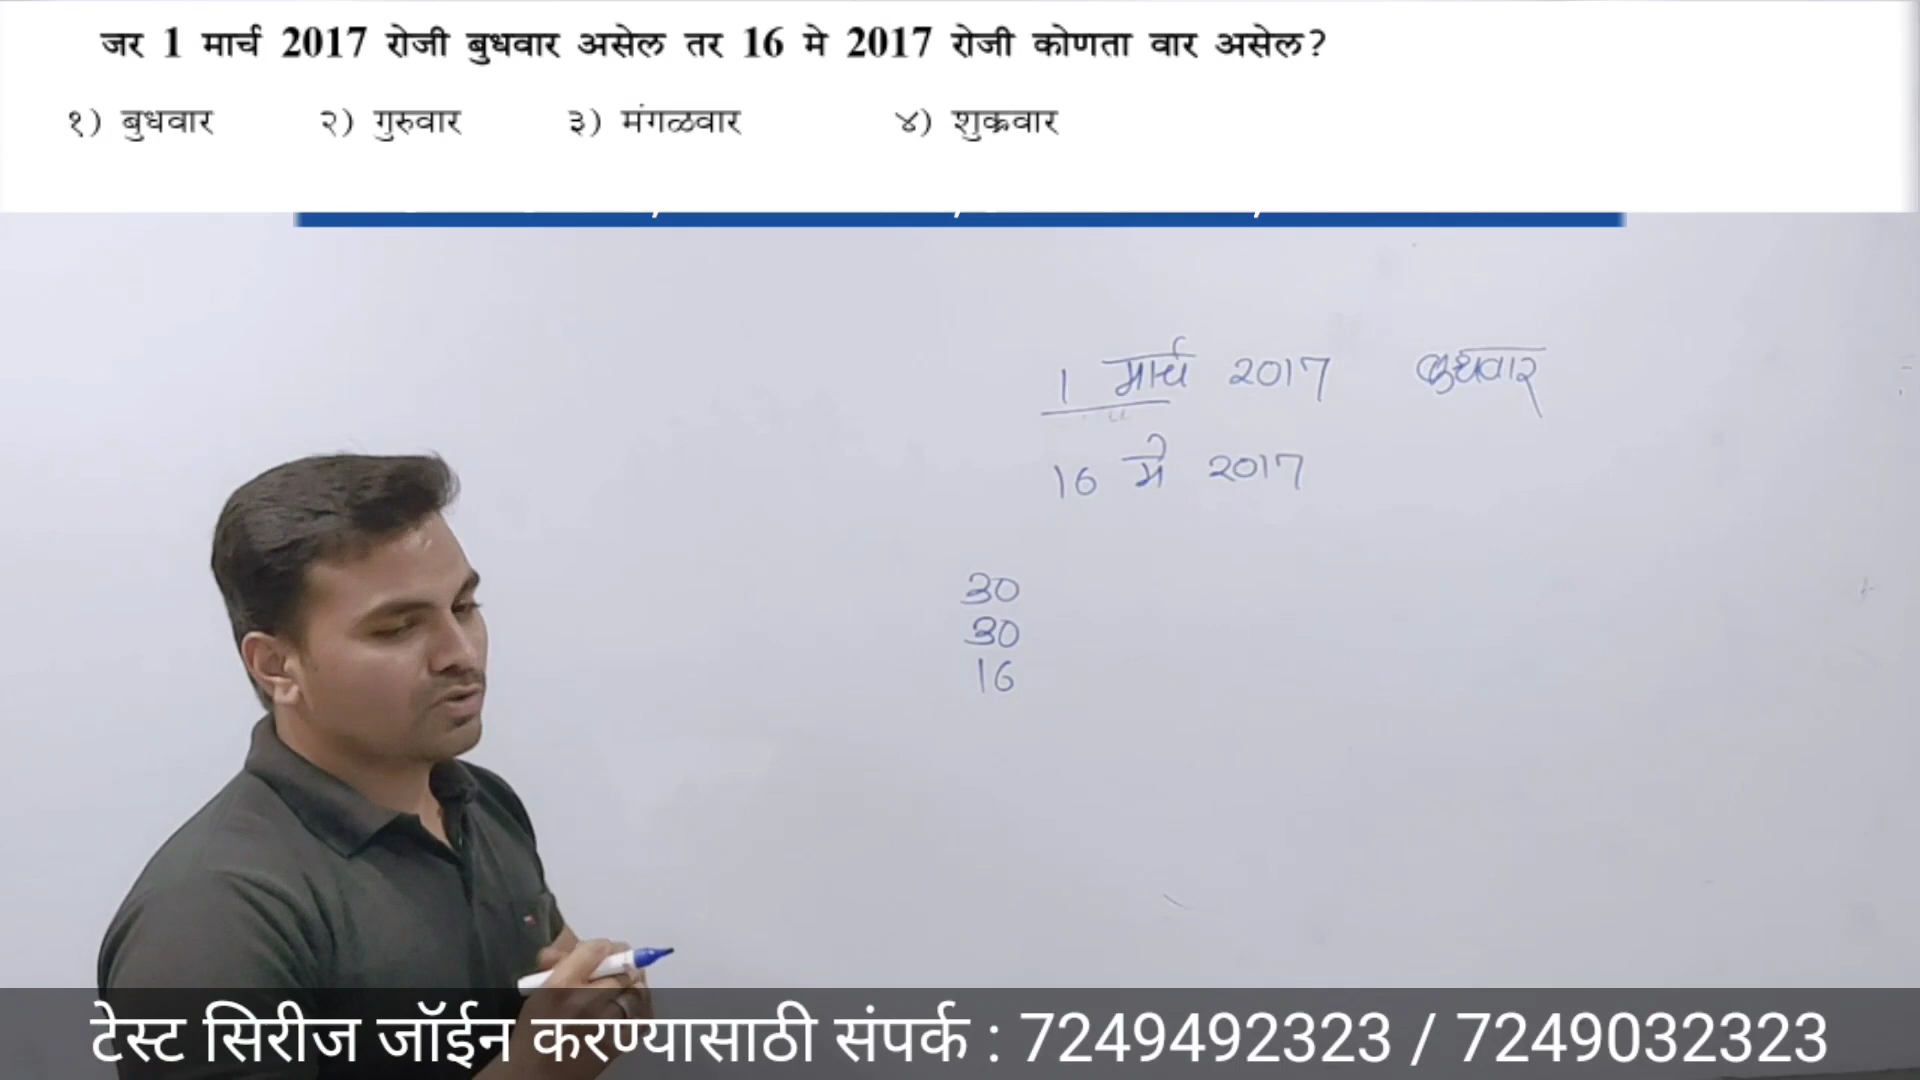 जर 1 मार्च 2017 रोजी बुधवार असेल तर 16 मे 2017 रोजी कोणता वार असेल?
१) बुधवार २) गुरुवार ३) मंगळवार ४) शुक्रवार
1 मार्च 2017 बुधवार
16 मे 2017
30
30
16
टेस्ट सिरीज जॉईन करण्यासाठी संपर्क : 7249492323 / 7249032323